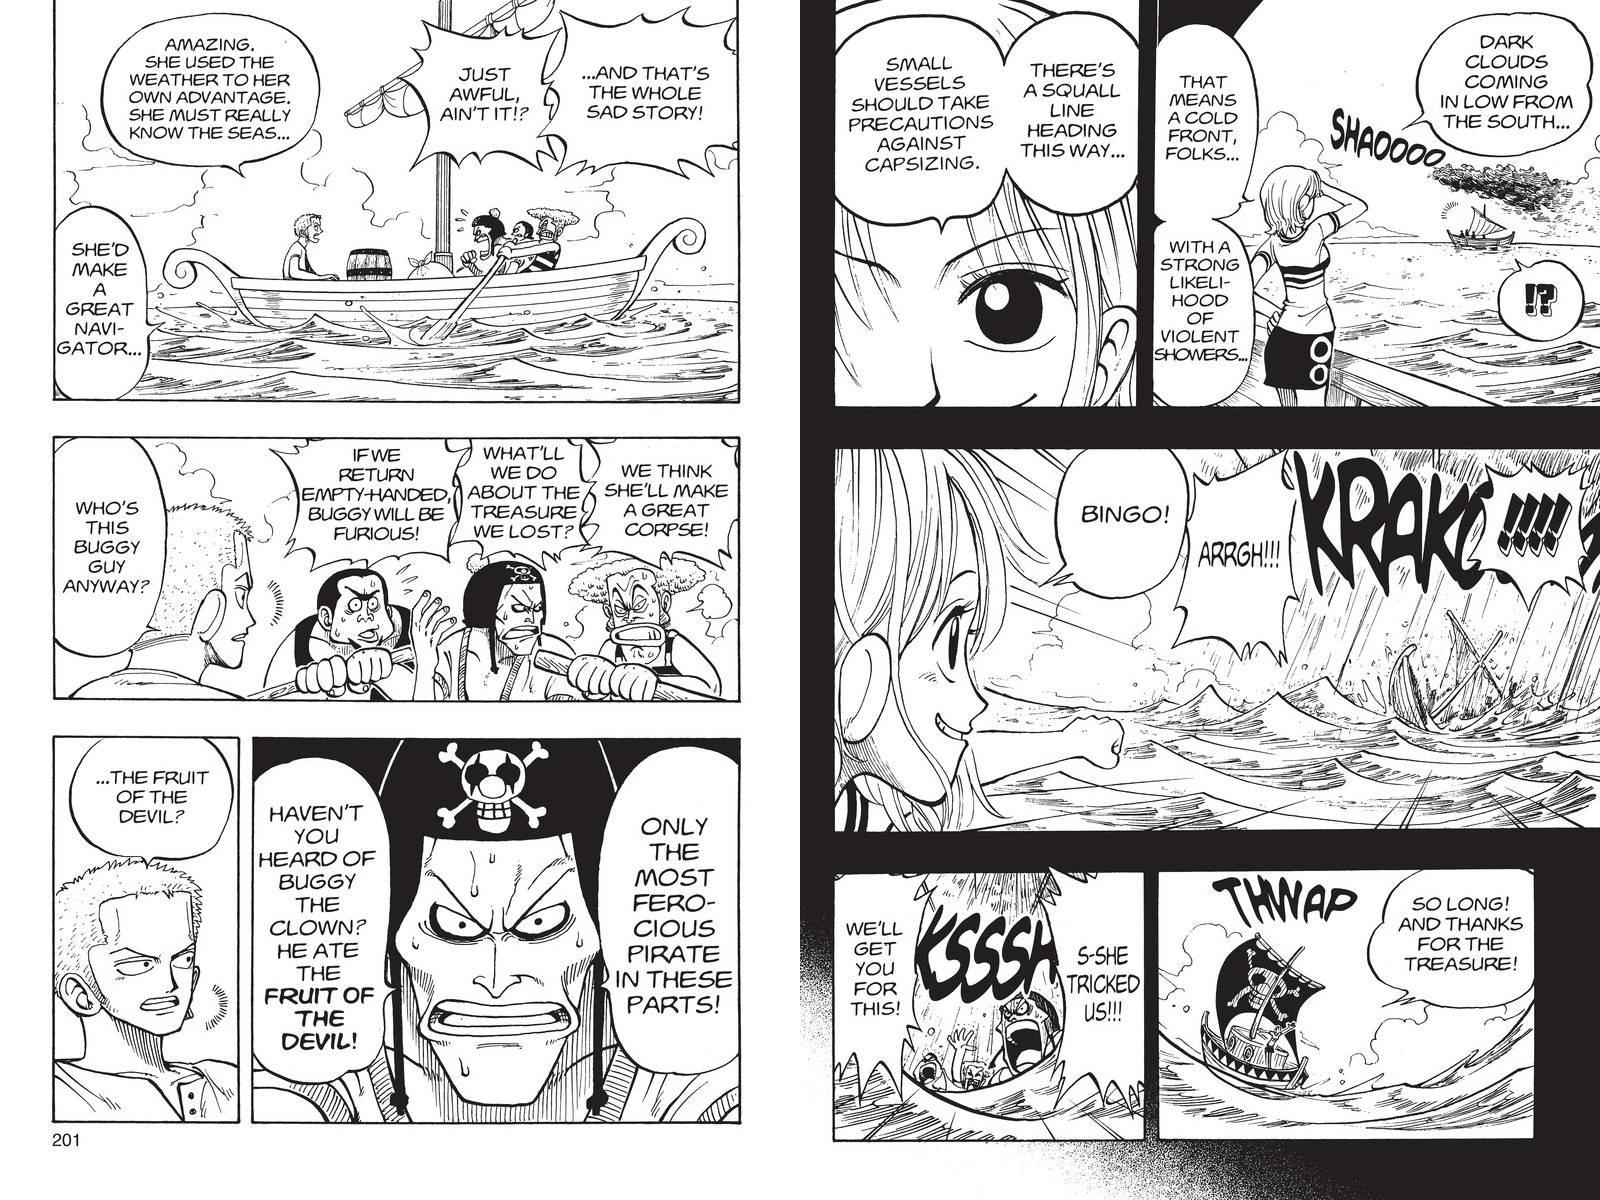 DARK
CLOUDS
COMING
IN LOW FROM
THE SOUTH...
SHAOOOO
THAT
MEANS
A COLD
FRONT,
FOLKS...
WITH A
STRONG
LIKELI-
HOOD
OF
VIOLENT
SHOWERS...
!?
THERE'S
A SQUALL
LINE
HEADING
THIS WAY...
SMALL
VESSELS
SHOULD TAKE
PRECAUTIONS
AGAINST
CAPSIZING.
!!!!
ARRGH!!!
BINGO!
SO LONG!
AND THANKS
FOR THE
TREASURE!
THWAP
S-SHE
TRICKED
US!!!
KSSSH
WE'LL
GET
YOU
FOR
THIS!
...AND THAT'S
THE WHOLE
SAD STORY!
JUST
AWFUL,
AIN'T IT!?
AMAZING.
SHE USED THE
WEATHER TO HER
OWN ADVANTAGE.
SHE MUST REALLY
KNOW THE SEAS...
SHE'D
MAKE
A
GREAT
NAVI-
GATOR...
WE THINK
SHE'LL MAKE
A GREAT
CORPSE!
WHAT'LL
WE DO
ABOUT THE
TREASURE
WE LOST?
IF WE
RETURN
EMPTY-HANDED,
BUGGY WILL BE
FURIOUS!
WHO'S
THIS
BUGGY
GUY
ANYWAY?
ONLY
THE
MOST
FERO-
CIOUS
PIRATE
IN THESE
PARTS!
HAVEN'T
YOU
HEARD OF
BUGGY
THE
CLOWN?
HE ATE
THE
FRUIT OF
THE
DEVIL!
...THE FRUIT
OF THE
DEVIL?
201